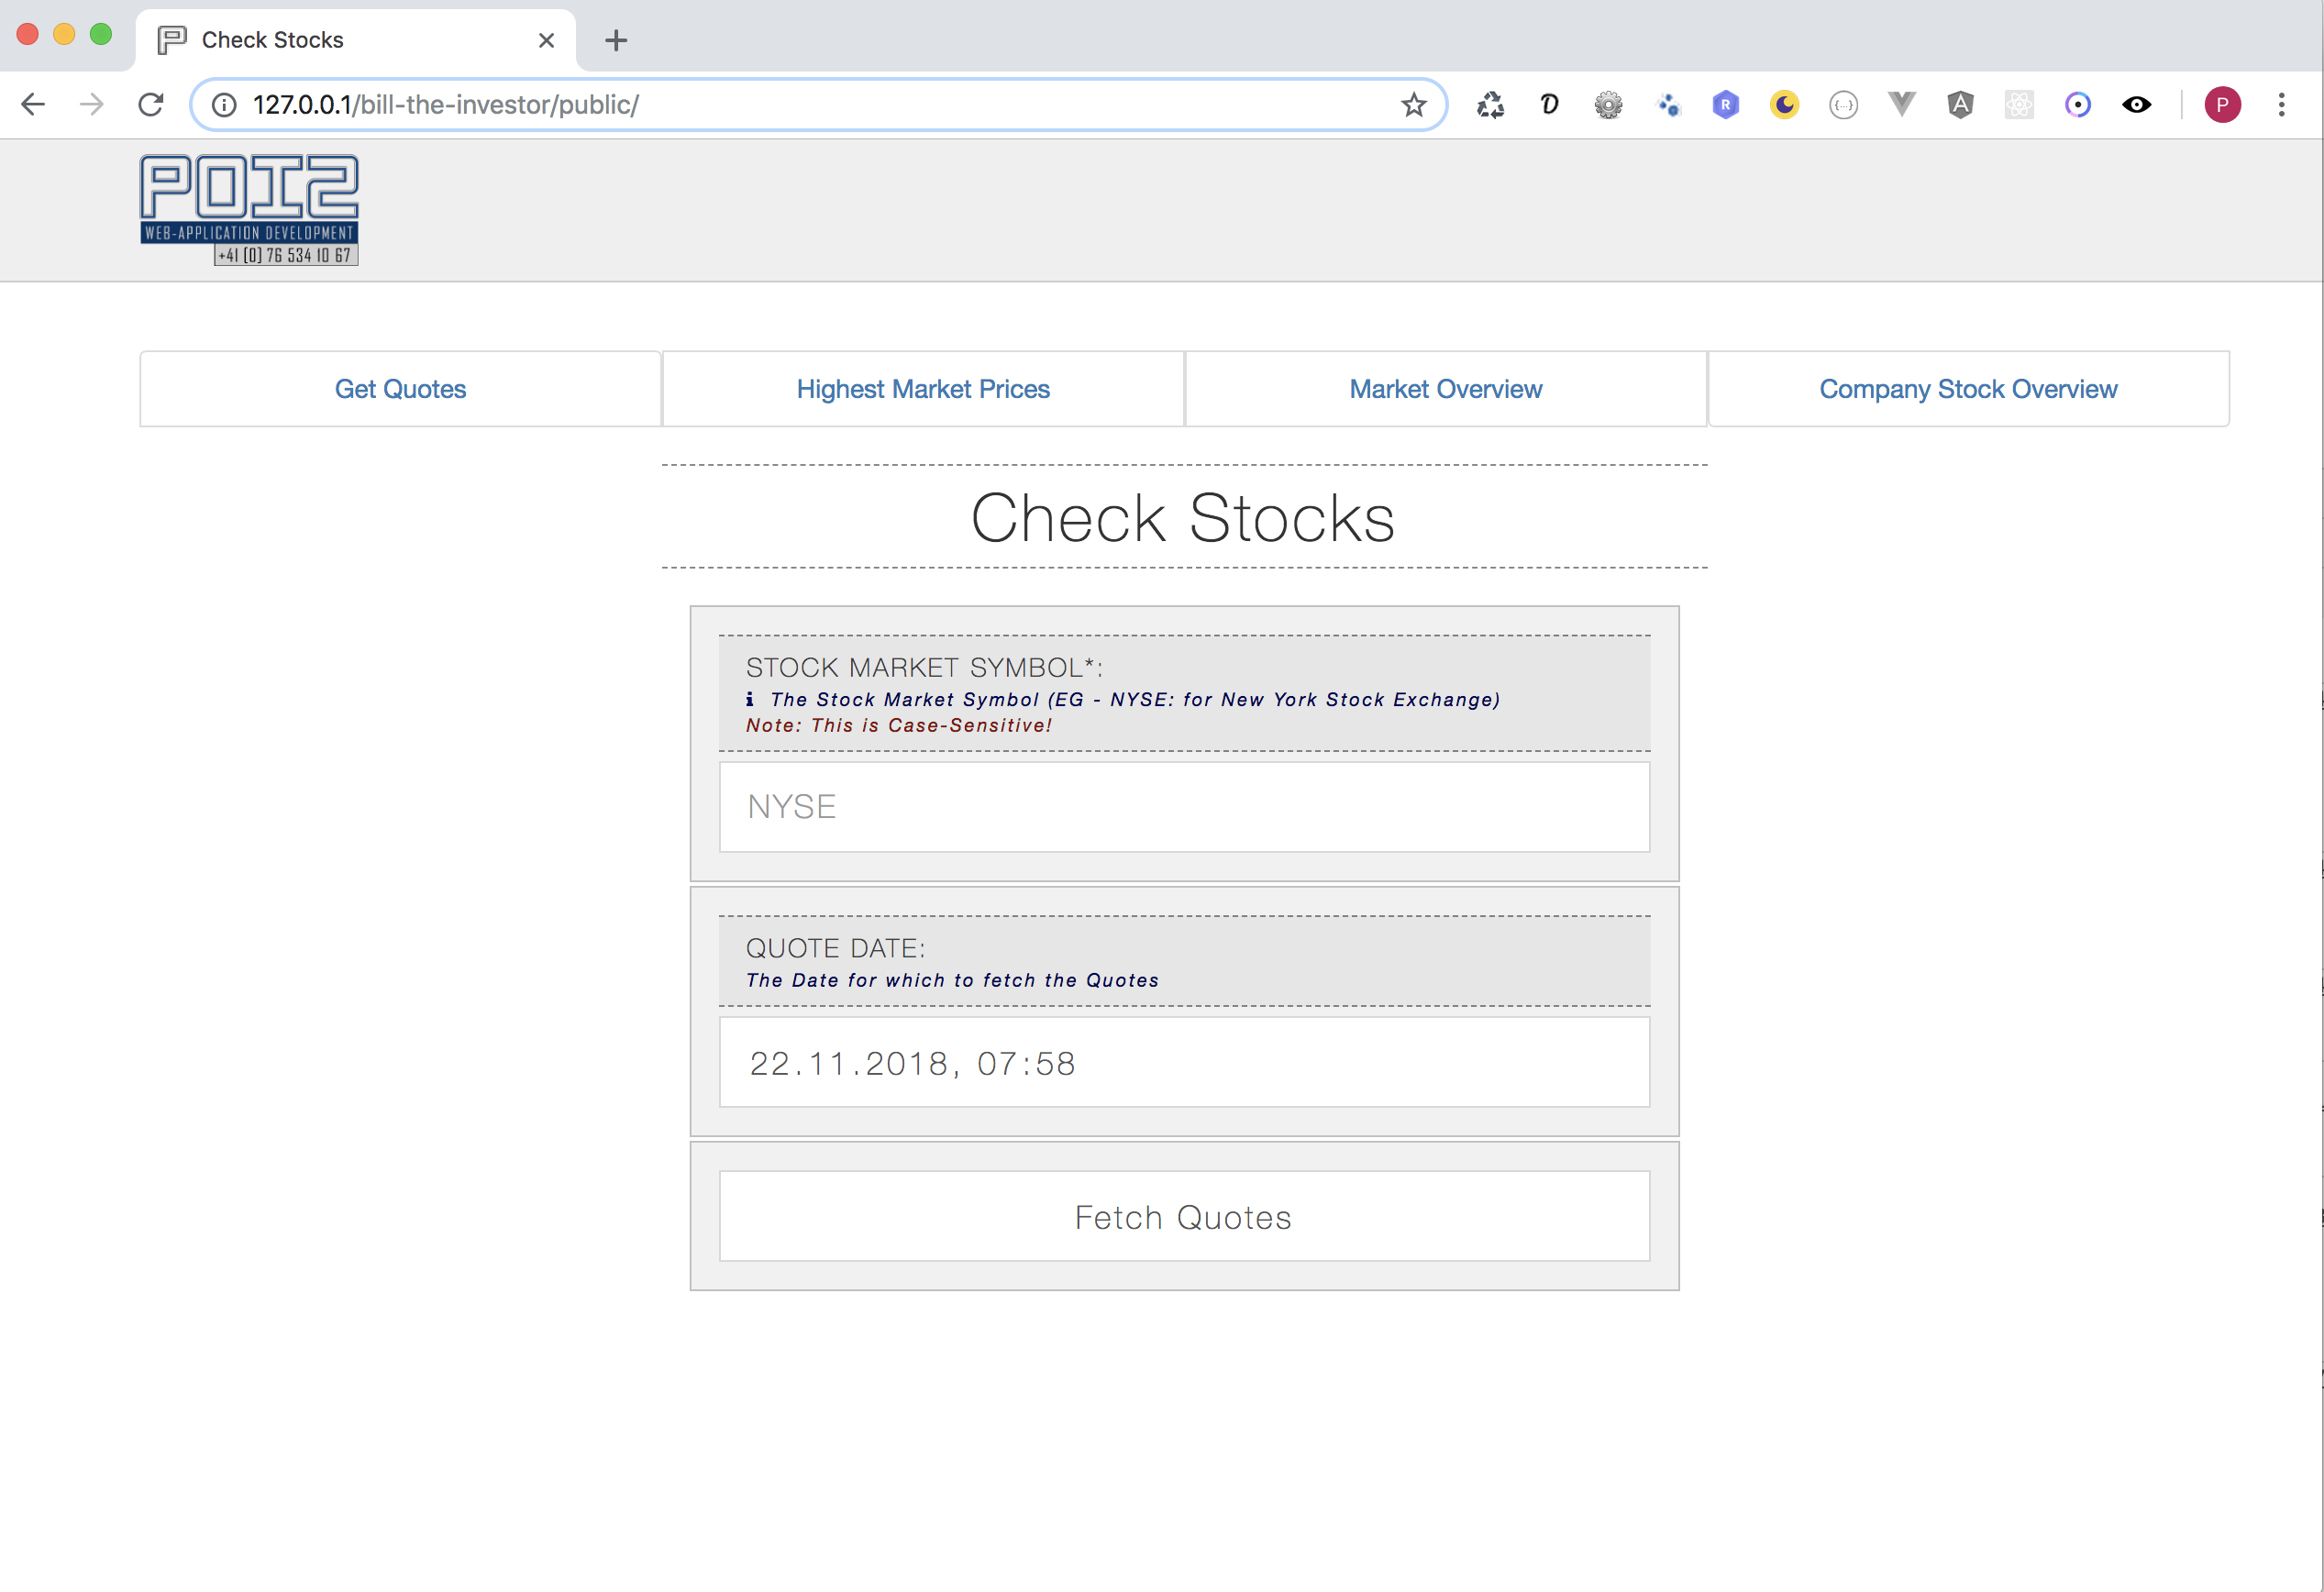 Check Stocks
127.0.0.1/bill-the-investor/public/
P
POIZ
WEB-APPLICATION DEVELOPMENT
+41 [0] 76 534 10 67
Get Quotes
Highest Market Prices
Market Overview
Company Stock Overview
Check Stocks
STOCK MARKET SYMBOL*:
i The Stock Market Symbol (EG - NYSE: for New York Stock Exchange)
Note: This is Case-Sensitive!
NYSE
QUOTE DATE:
The Date for which to fetch the Quotes
22.11.2018, 07:58
Fetch Quotes